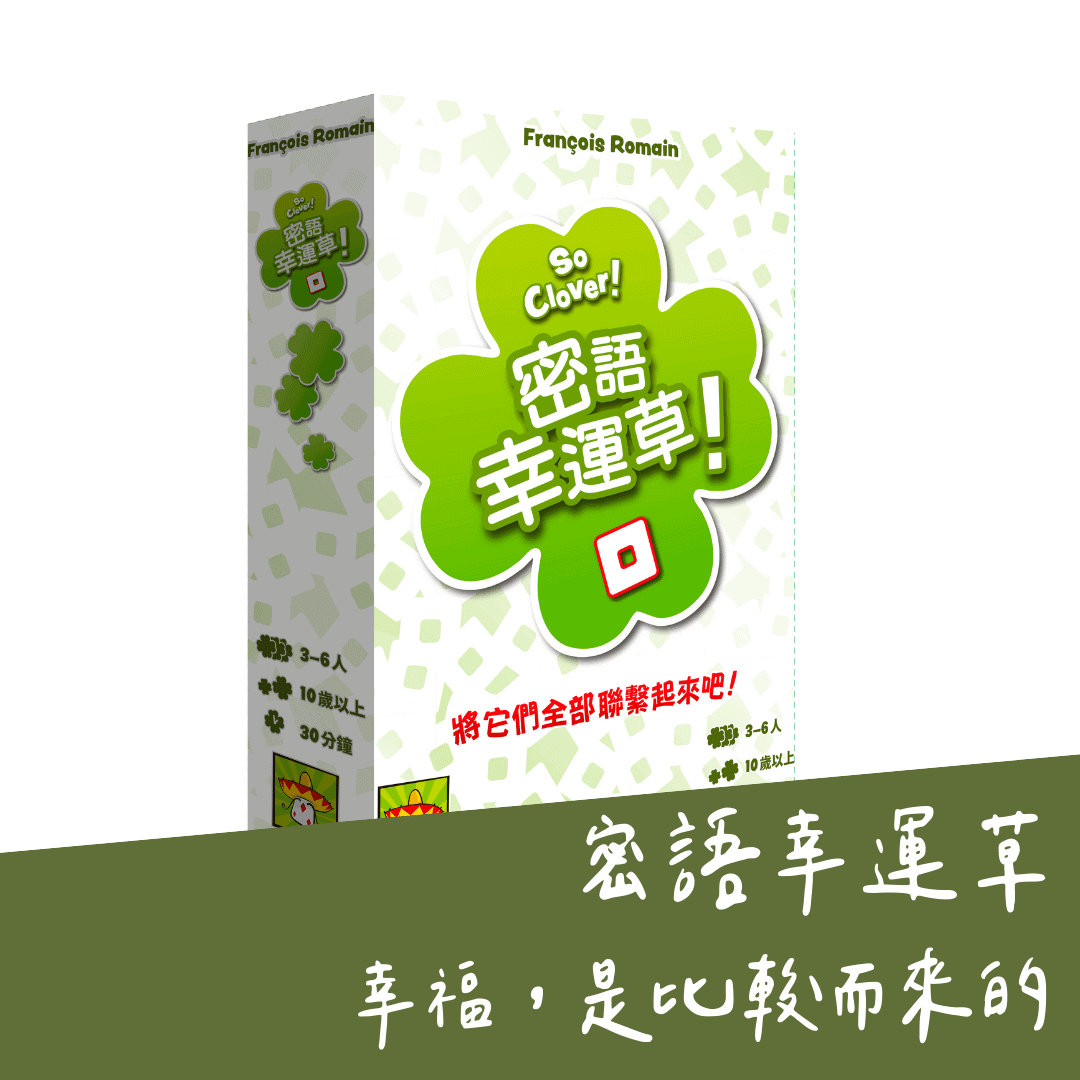 François Romain
So
Clover!
密語
幸運草!
3–6人
10歲以上
30分鐘
François Romain
So
Clover!
密語
幸運草!
將它們全部聯繫起來吧!
3–6人
10歲以上
密語幸運草
幸福,是比較而來的